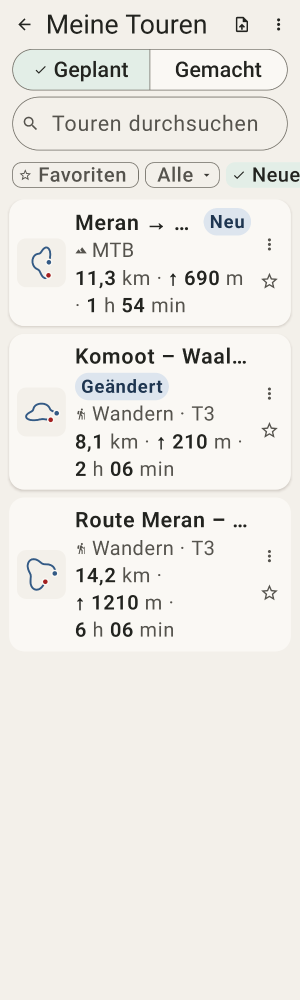 Meine Touren
Geplant
Gemacht
Touren durchsuchen
Favoriten
Alle
Neue
Meran → …
Neu
MTB
11,3 km · ↑ 690 m
· 1 h 54 min
Komoot – Waal…
Geändert
Wandern · T3
8,1 km · ↑ 210 m ·
2 h 06 min
Route Meran – …
Wandern · T3
14,2 km ·
↑ 1210 m ·
6 h 06 min